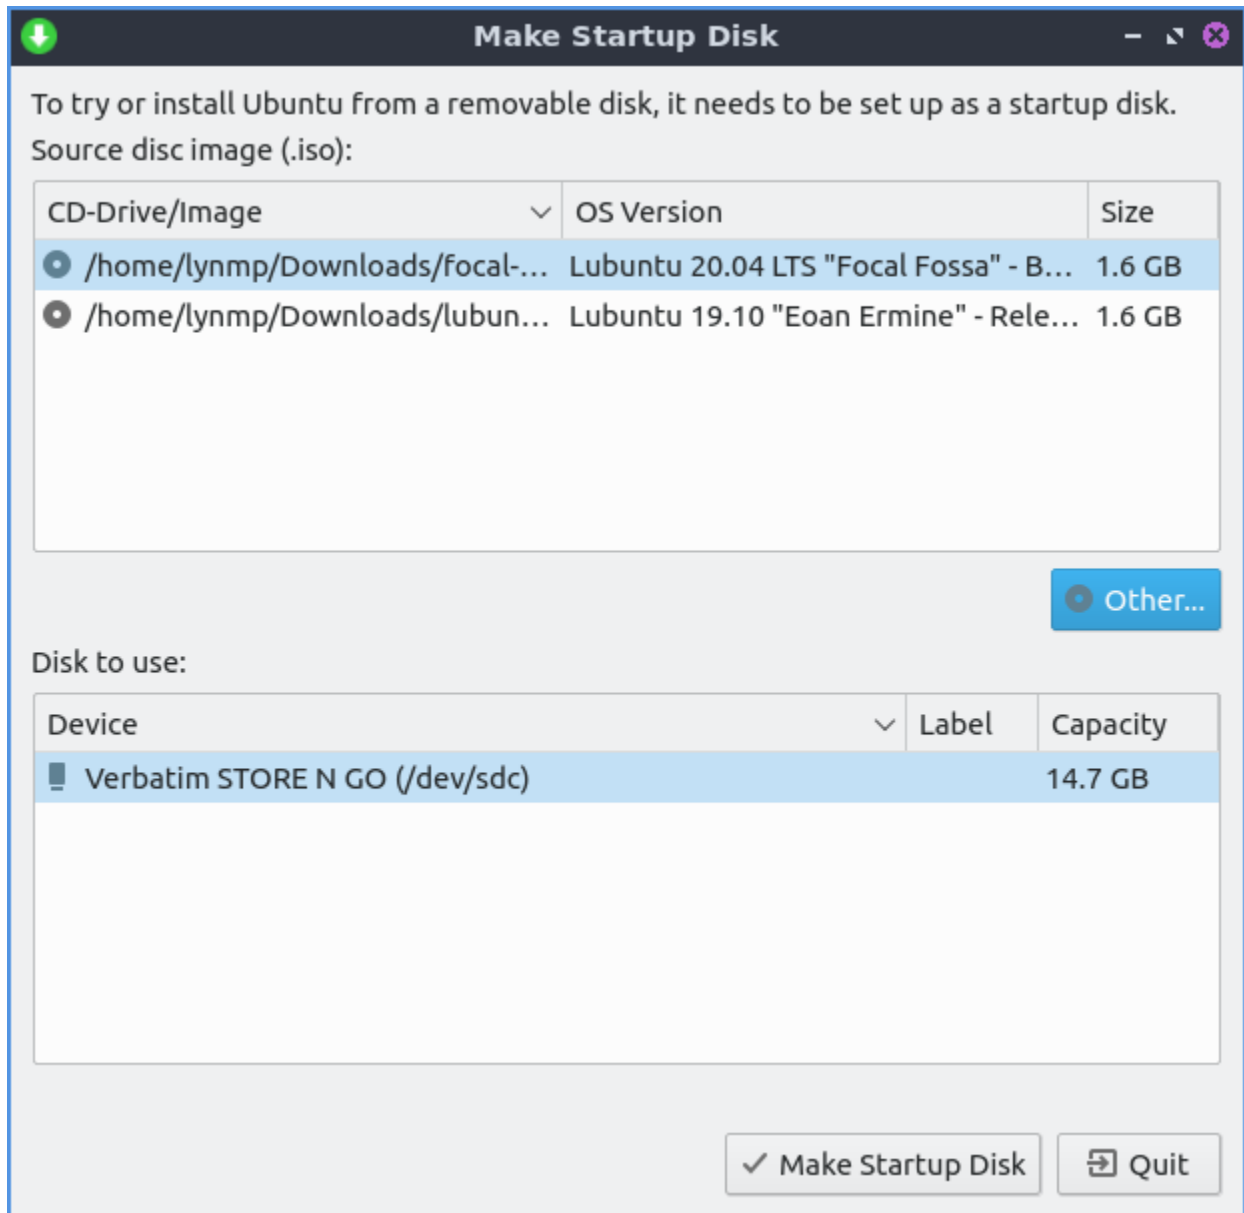 Make Startup Disk
To try or install Ubuntu from a removable disk, it needs to be set up as a startup disk.
Source disc image (.iso):
CD-Drive/Image OS Version Size
/home/lynmp/Downloads/focal-... Lubuntu 20.04 LTS "Focal Fossa" - B... 1.6 GB
/home/lynmp/Downloads/lubun... Lubuntu 19.10 "Eoan Ermine" - Rele... 1.6 GB
Other...
Disk to use:
Device Label Capacity
Verbatim STORE N GO (/dev/sdc) 14.7 GB
Make Startup Disk Quit